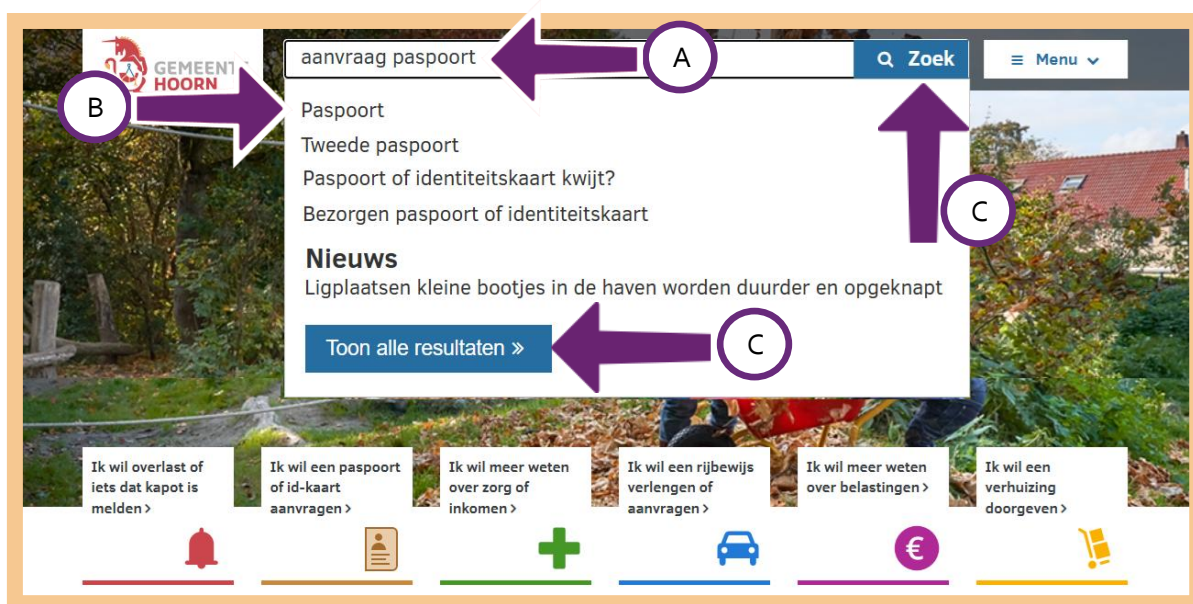 GEMEENTE
HOORN
aanvraag paspoort
A
Zoek
≡ Menu
B
Paspoort
Tweede paspoort
Paspoort of identiteitskaart kwijt?
Bezorgen paspoort of identiteitskaart
C
Nieuws
Ligplaatsen kleine bootjes in de haven worden duurder en opgeknapt
Toon alle resultaten »
C
Ik wil overlast of
iets dat kapot is
melden >
Ik wil een paspoort
of id-kaart
aanvragen >
Ik wil meer weten
over zorg of
inkomen >
Ik wil een rijbewijs
verlengen of
aanvragen >
Ik wil meer weten
over belastingen >
Ik wil een
verhuizing
doorgeven >
€